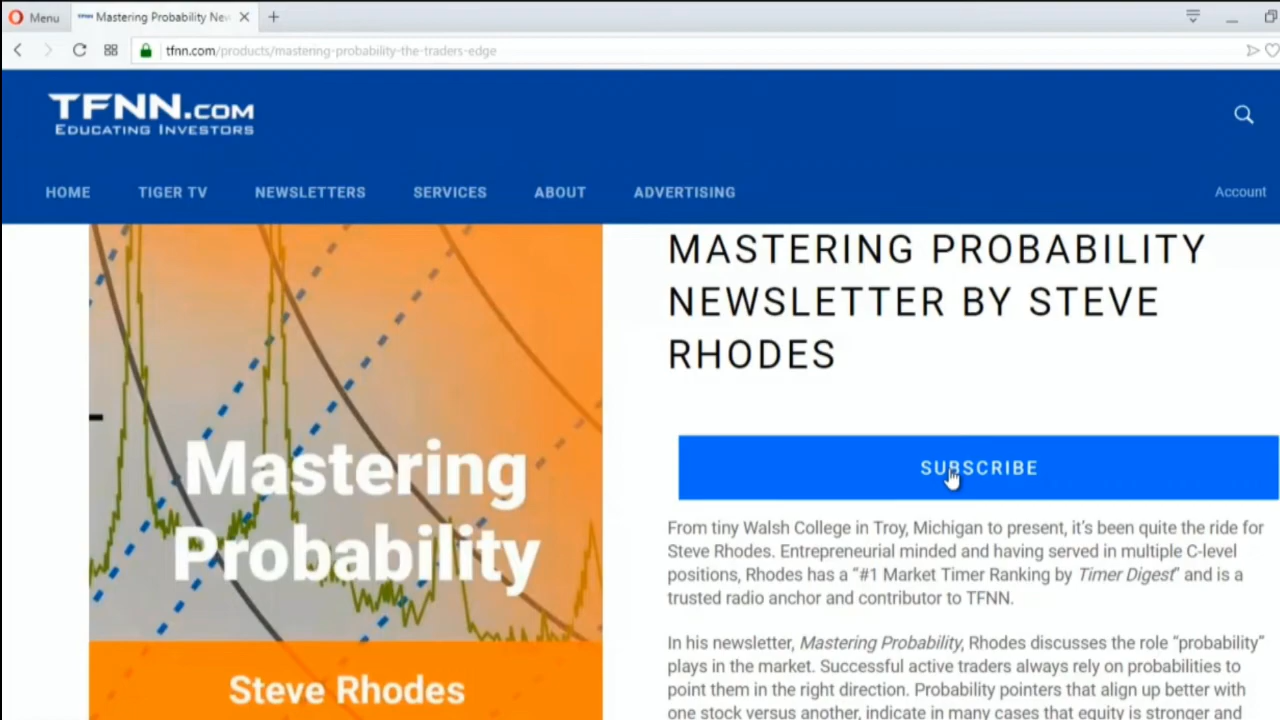 Menu
Mastering Probability New
tfnn.com/products/mastering-probability-the-traders-edge
TFNN.COM
EDUCATING INVESTORS
HOME TIGER TV NEWSLETTERS SERVICES ABOUT ADVERTISING Account
Mastering
Probability
Steve Rhodes
MASTERING PROBABILITY
NEWSLETTER BY STEVE
RHODES
SUBSCRIBE
From tiny Walsh College in Troy, Michigan to present, it's been quite the ride for
Steve Rhodes. Entrepreneurial minded and having served in multiple C-level
positions, Rhodes has a “#1 Market Timer Ranking by Timer Digest” and is a
trusted radio anchor and contributor to TFNN.
In his newsletter, Mastering Probability, Rhodes discusses the role “probability”
plays in the market. Successful active traders always rely on probabilities to
point them in the right direction. Probability pointers that align up better with
one stock versus another, indicate in many cases that equity is stronger and